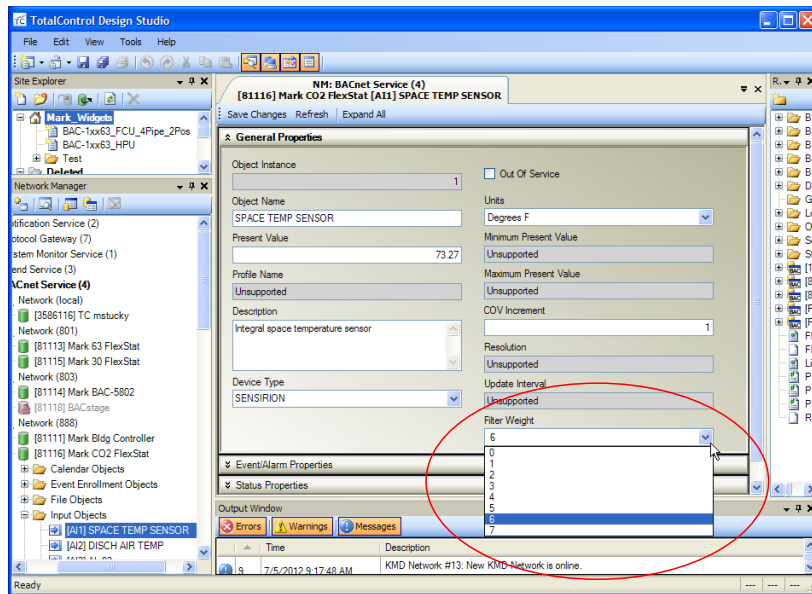 TotalControl Design Studio
File Edit View Tools Help
Site Explorer
Mark_Widgets
BAC-1xx63_FCU_4Pipe_2Pos
BAC-1xx63_HPU
Test
Deleted
Network Manager
tification Service (2)
otocol Gateway (7)
stem Monitor Service (1)
end Service (3)
ACnet Service (4)
Network (local)
[3586116] TC mstucky
Network (801)
[81113] Mark 63 FlexStat
[81115] Mark 30 FlexStat
Network (803)
[81114] Mark BAC-5802
[81118] BACstage
Network (888)
[81111] Mark Bldg Controller
[81116] Mark CO2 FlexStat
Calendar Objects
Event Enrollment Objects
File Objects
Input Objects
[AI1] SPACE TEMP SENSOR
[AI2] DISCH AIR TEMP
NM: BACnet Service (4)
[81116] Mark CO2 FlexStat [AI1] SPACE TEMP SENSOR
Save Changes Refresh Expand All
General Properties
Object Instance
1
Object Name
SPACE TEMP SENSOR
Present Value
73.27
Profile Name
Unsupported
Description
Integral space temperature sensor
Device Type
SENSIRION
Out Of Service
Units
Degrees F
Minimum Present Value
Unsupported
Maximum Present Value
Unsupported
COV Increment
1
Resolution
Unsupported
Update Interval
Unsupported
Filter Weight
6
0
1
2
3
4
5
6
7
Event/Alarm Properties
Status Properties
Output Window
Errors Warnings Messages
Time Description
9 7/5/2012 9:17:48 AM KMD Network #13: New KMD Network is online.
R.
B
B
B
B
D
G
Lo
O
S
S
[1
[8
[8
[F
[F
Fl
Fl
Li
P
P
P
R
Ready